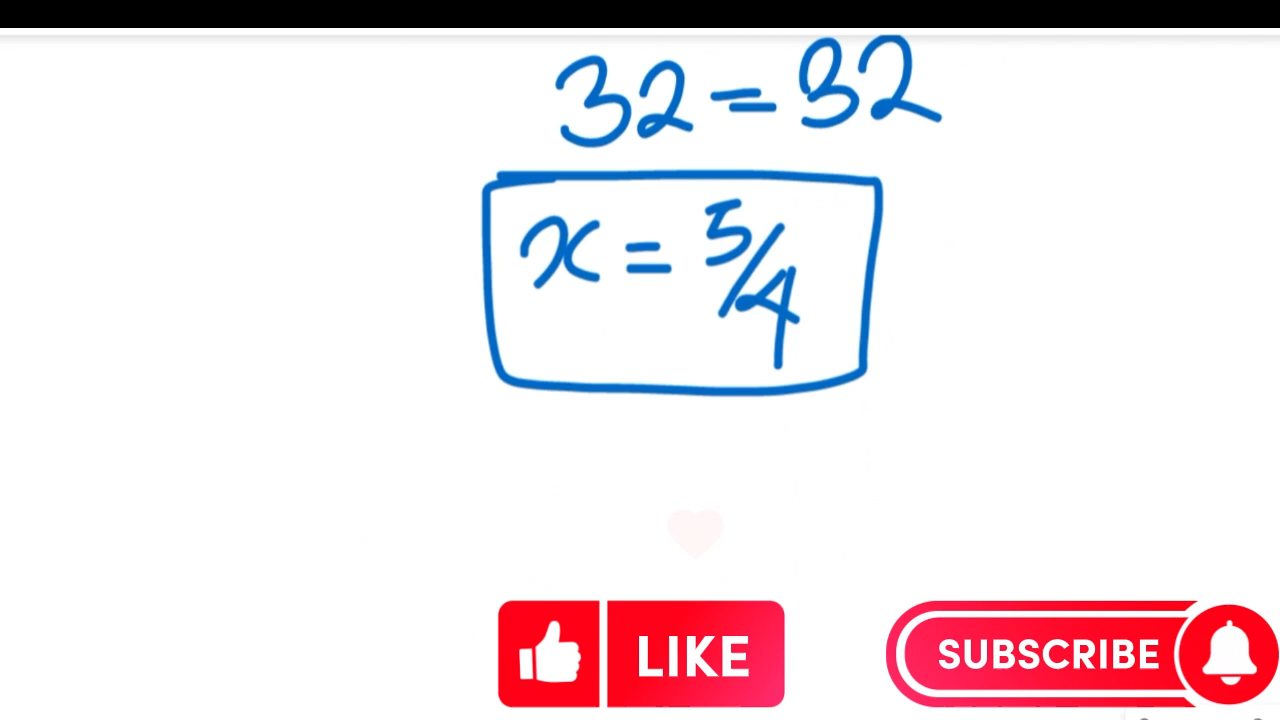 32 = 32
x = 5/4
LIKE
SUBSCRIBE